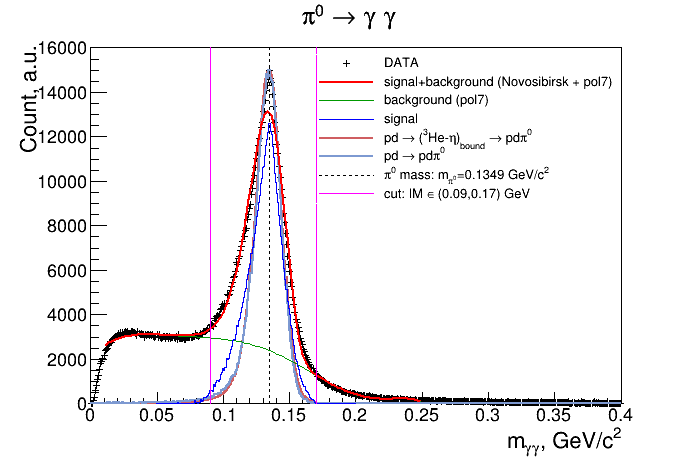 π⁰ → γ γ
Count, a.u.
16000
14000
12000
10000
8000
6000
4000
2000
0
DATA
signal+background (Novosibirsk + pol7)
background (pol7)
signal
pd → (³He-η)bound → pdπ⁰
pd → pdπ⁰
π⁰ mass: mπ⁰=0.1349 GeV/c²
cut: IM ∈ (0.09,0.17) GeV
0 0.05 0.1 0.15 0.2 0.25 0.3 0.35 0.4
mγγ, GeV/c²